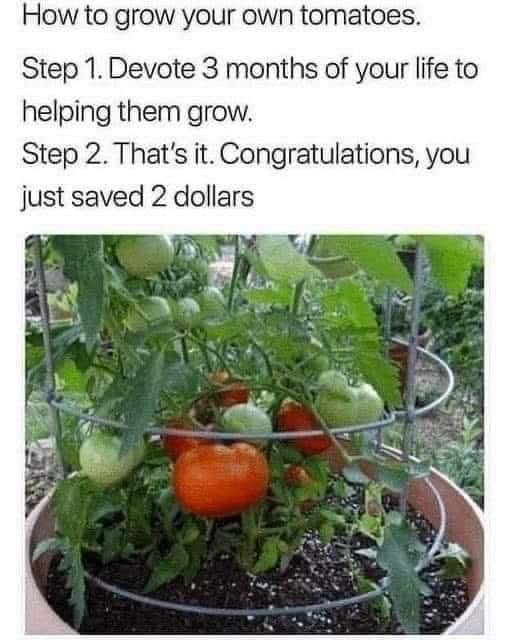 How to grow your own tomatoes.
Step 1. Devote 3 months of your life to
helping them grow.
Step 2. That's it. Congratulations, you
just saved 2 dollars